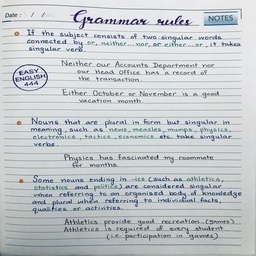 Date: / /
Grammar rules
NOTES
If the subject consists of two singular words
connected by or, neither...nor, or either...or, it takes
singular verb.
EASY
ENGLISH
444
Neither our Accounts Department nor
our Head Office has a record of
the transaction.
Either October or November is a good
vacation month.
Nouns that are plural in form but singular in
meaning, such as news, measles, mumps, physics,
electronics, tactics, economics etc. take singular
verbs.
Physics has fascinated my roommate
for months.
Some nouns ending in -ics (such as athletics,
statistics and politics) are considered singular
when referring to an organised body of knowledge
and plural when referring to individual facts,
qualities or activities.
Athletics provide good recreation. (games)
Athletics is required of every student
(i.e. participation in games)